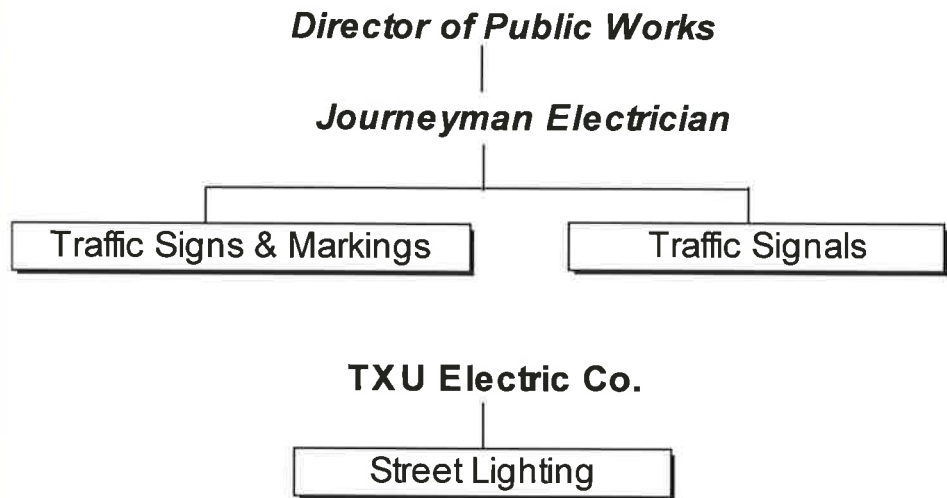 Director of Public Works
Journeyman Electrician
Traffic Signs & Markings
Traffic Signals
TXU Electric Co.
Street Lighting